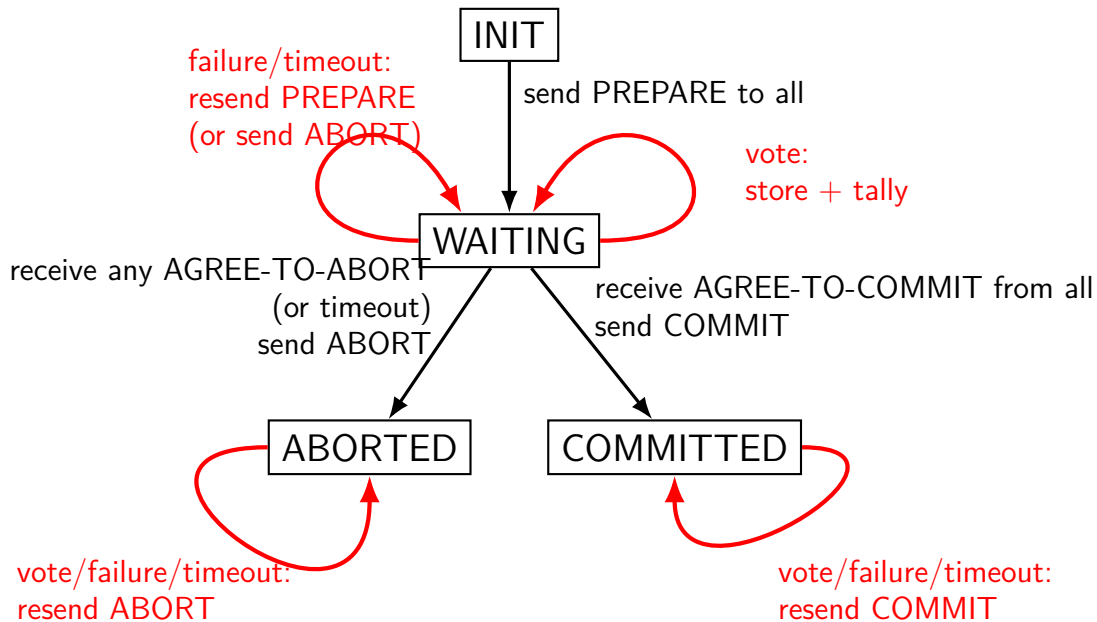 INIT
failure/timeout:
resend PREPARE
(or send ABORT)
send PREPARE to all
vote:
store + tally
WAITING
receive any AGREE-TO-ABORT
(or timeout)
send ABORT
receive AGREE-TO-COMMIT from all
send COMMIT
ABORTED
COMMITTED
vote/failure/timeout:
resend ABORT
vote/failure/timeout:
resend COMMIT